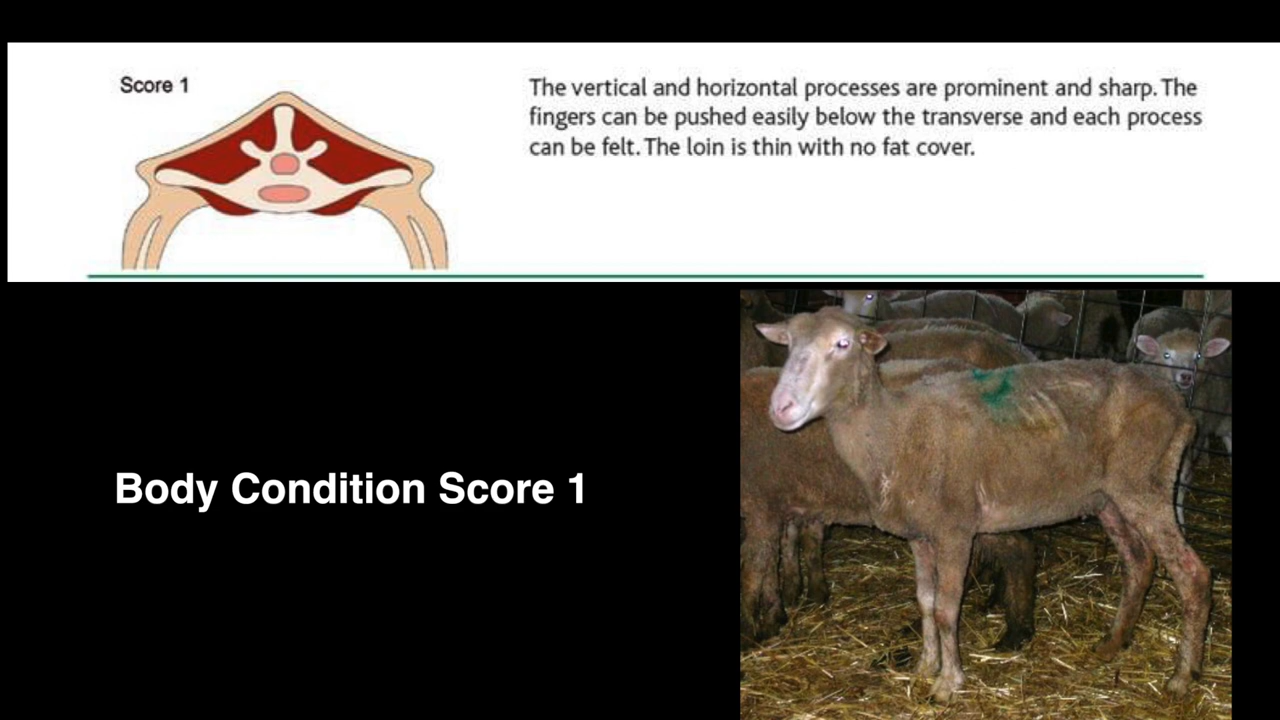 Score 1
The vertical and horizontal processes are prominent and sharp. The
fingers can be pushed easily below the transverse and each process
can be felt. The loin is thin with no fat cover.
Body Condition Score 1